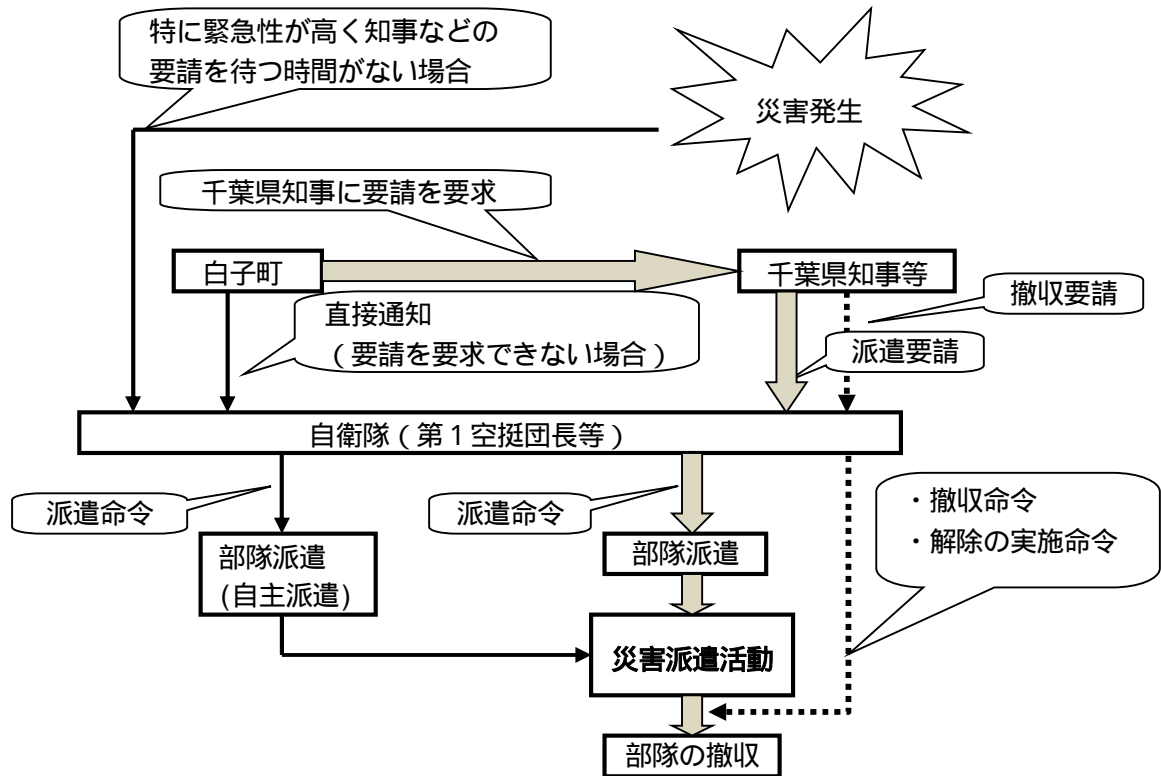 特に緊急性が高く知事などの
要請を待つ時間がない場合
災害発生
千葉県知事に要請を要求
白子町
千葉県知事等
撤収要請
直接通知
（要請を要求できない場合）
派遣要請
自衛隊（第１空挺団長等）
派遣命令
派遣命令
・撤収命令
・解除の実施命令
部隊派遣
(自主派遣)
部隊派遣
災害派遣活動
部隊の撤収